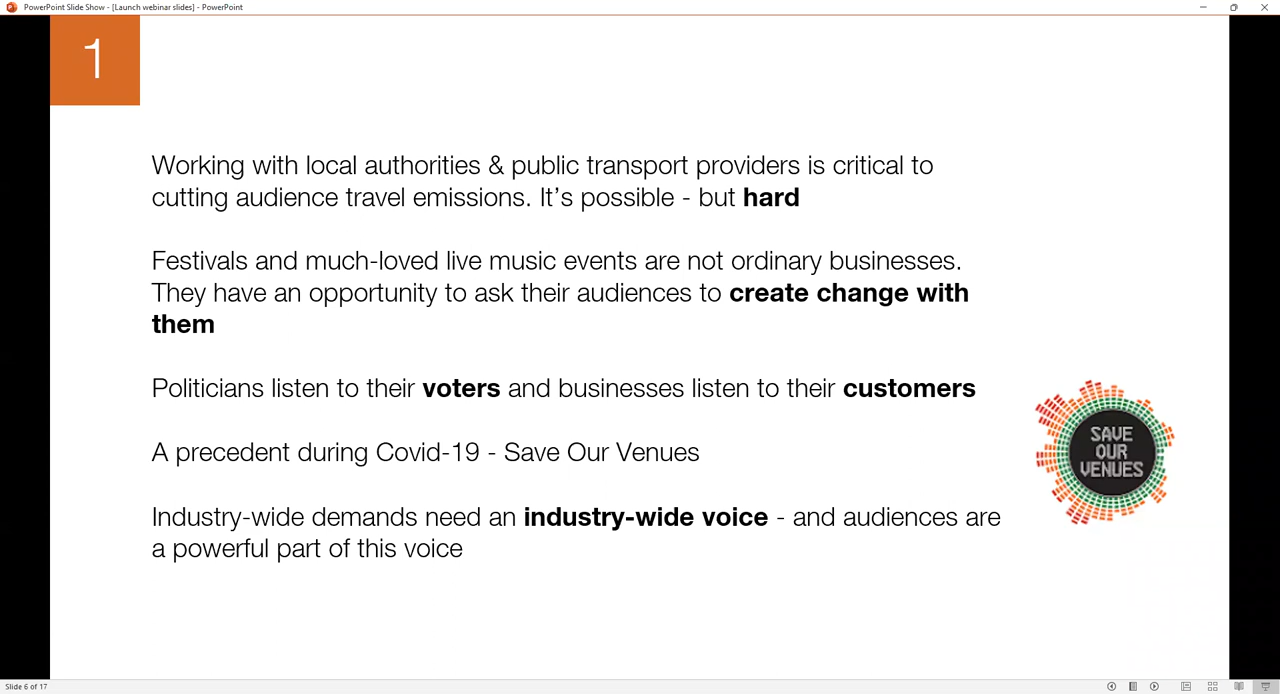 PowerPoint Slide Show - [Launch webinar slides] - PowerPoint
1
Working with local authorities & public transport providers is critical to
cutting audience travel emissions. It’s possible - but hard
Festivals and much-loved live music events are not ordinary businesses.
They have an opportunity to ask their audiences to create change with
them
Politicians listen to their voters and businesses listen to their customers
A precedent during Covid-19 - Save Our Venues
SAVE
OUR
VENUES
Industry-wide demands need an industry-wide voice - and audiences are
a powerful part of this voice
Slide 6 of 17